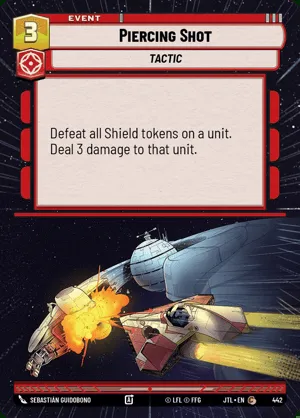 EVENT
3
PIERCING SHOT
TACTIC
Defeat all Shield tokens on a unit.
Deal 3 damage to that unit.
SEBASTIÁN GUIDOBONO
© LFL © FFG
JTL • EN
C
442